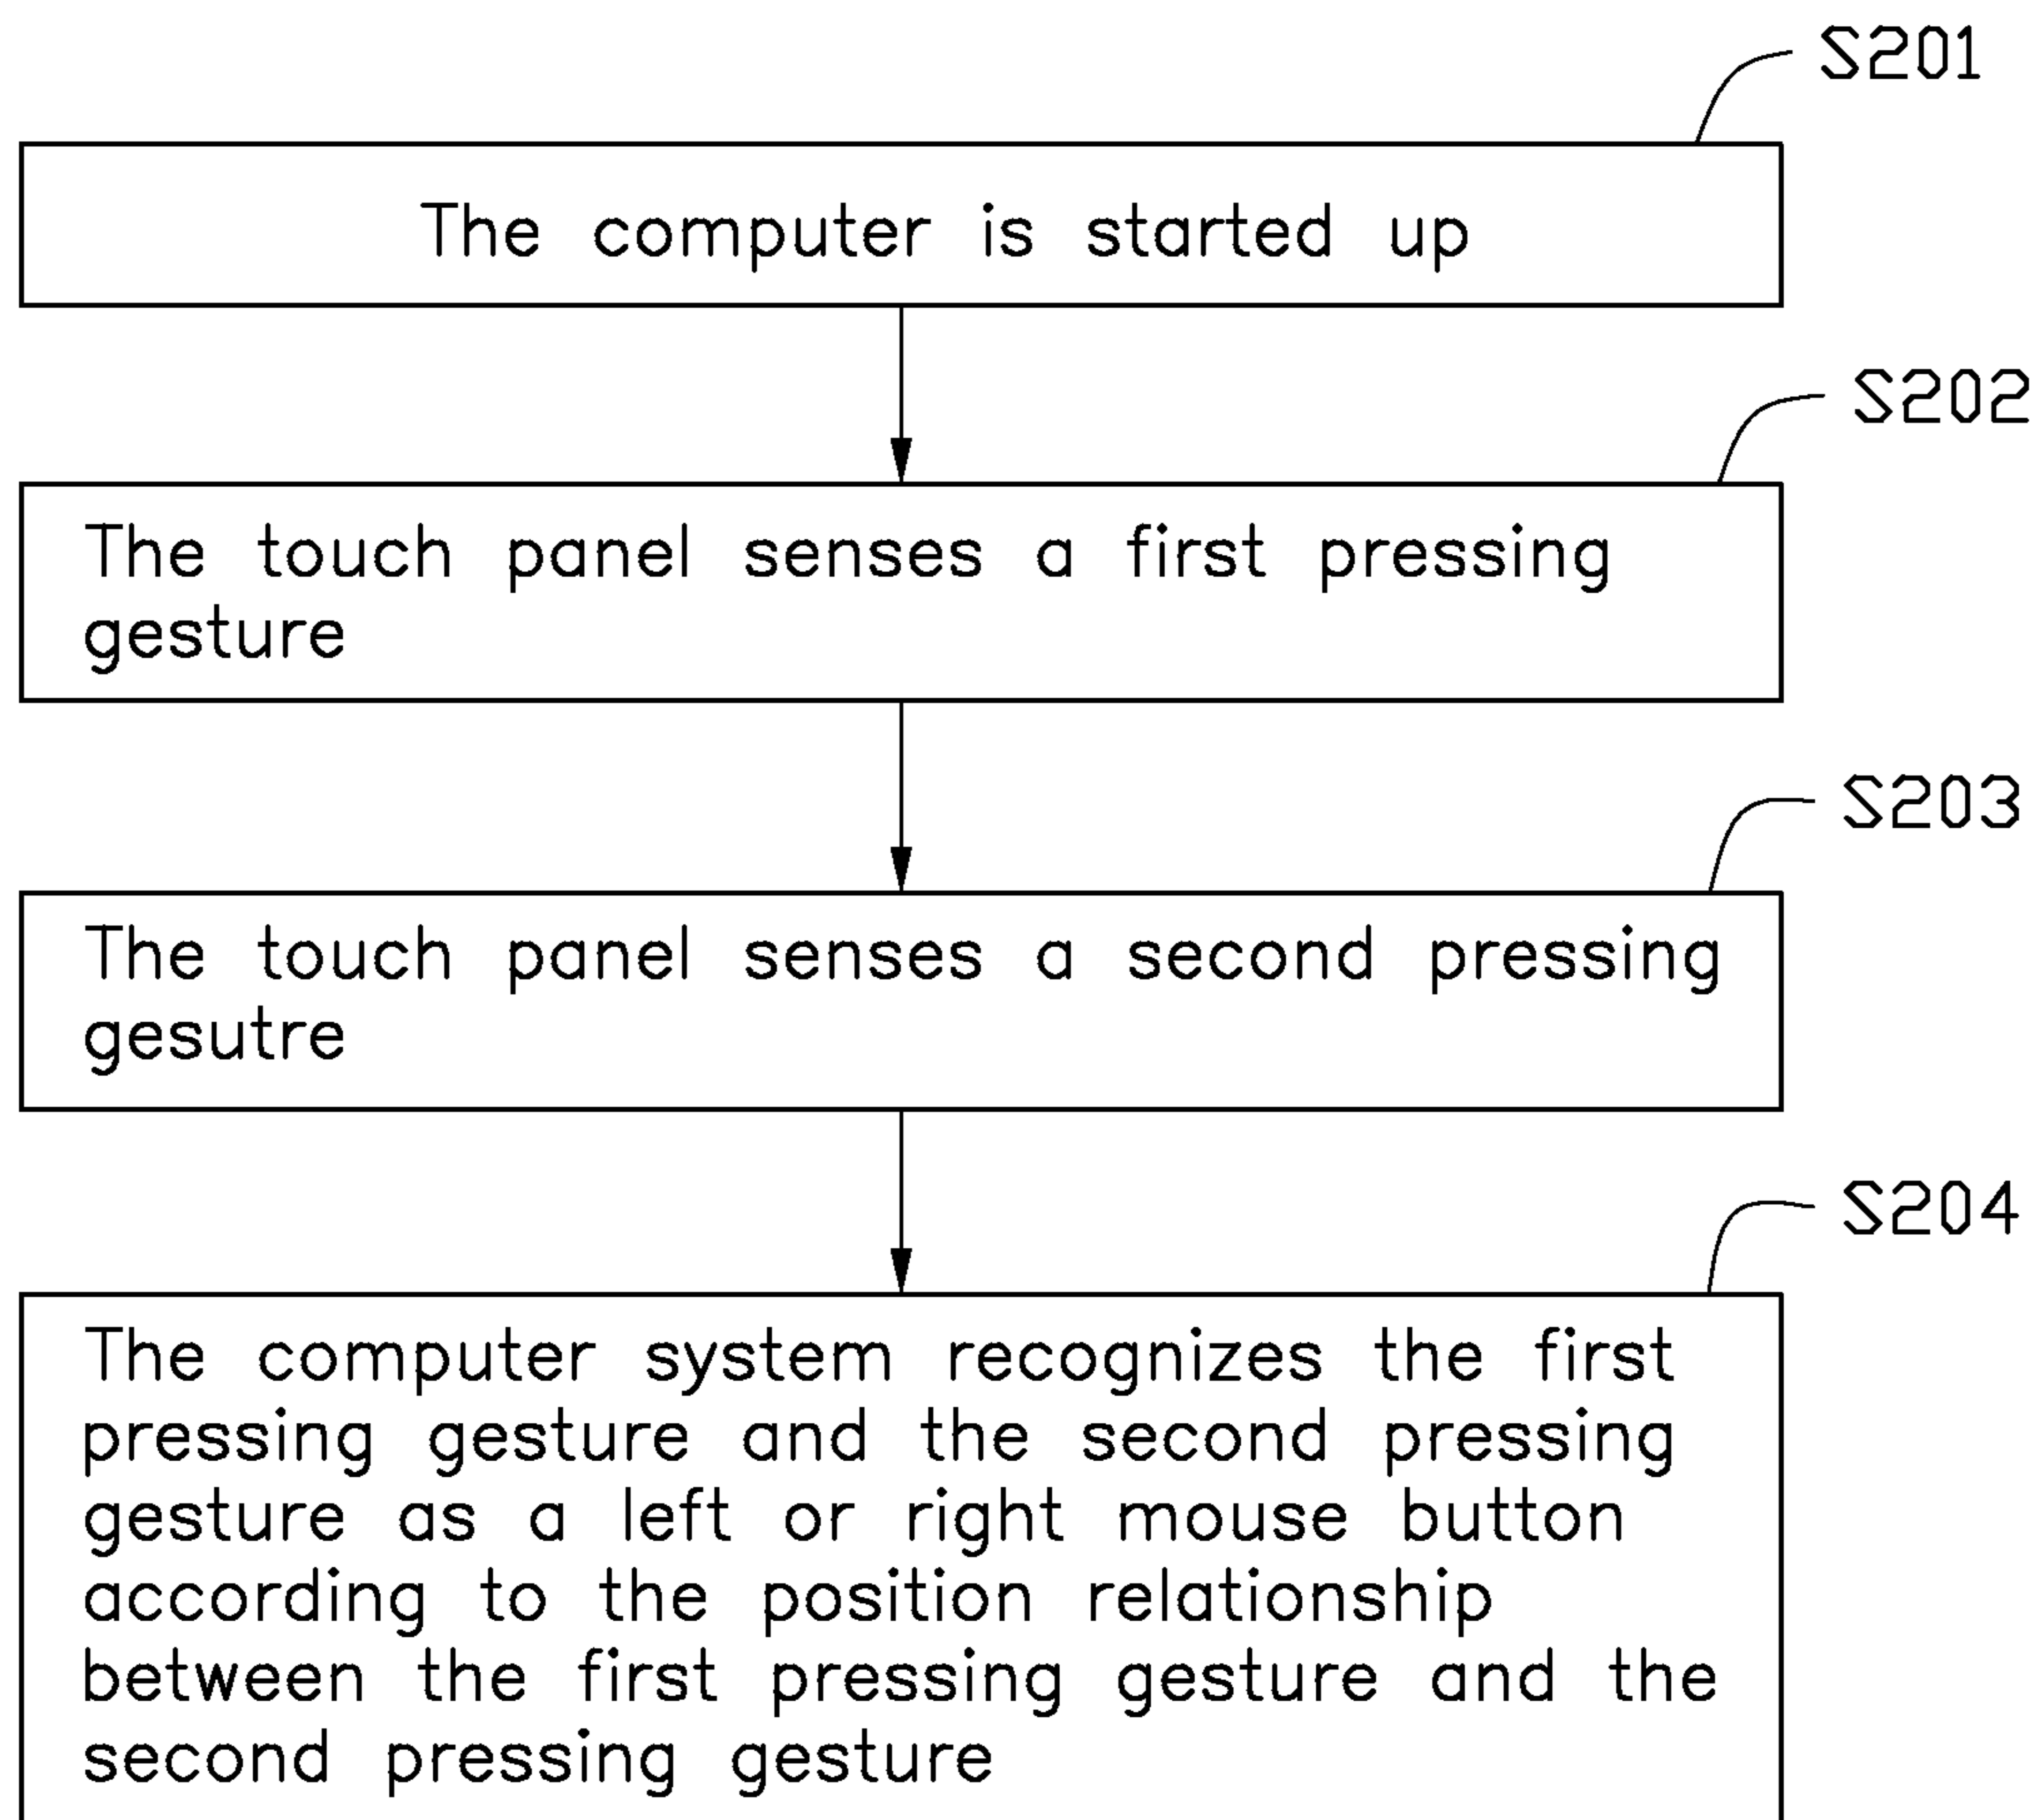 S201
The computer is started up
S202
The touch panel senses a first pressing
gesture
S203
The touch panel senses a second pressing
gesutre
S204
The computer system recognizes the first
pressing gesture and the second pressing
gesture as a left or right mouse button
according to the position relationship
between the first pressing gesture and the
second pressing gesture